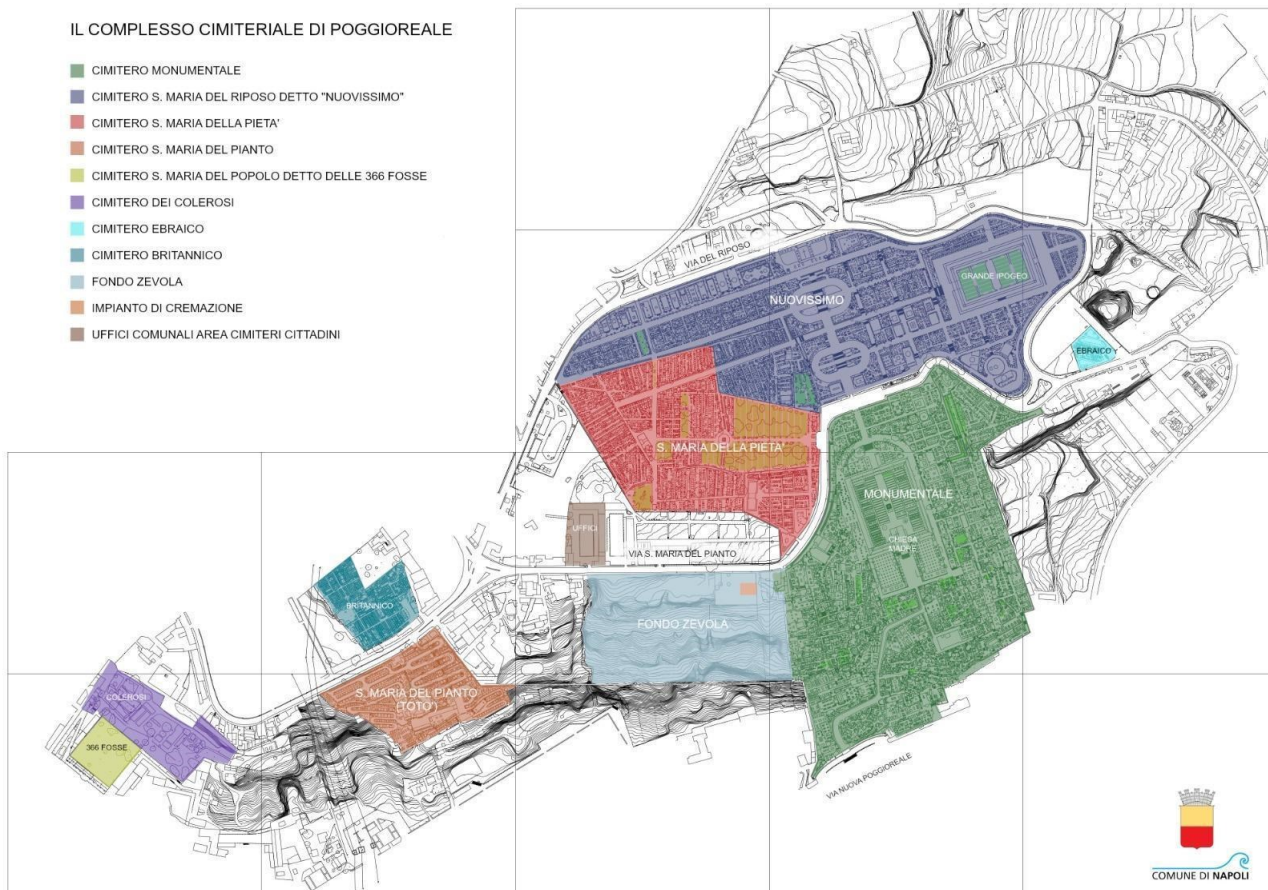 IL COMPLESSO CIMITERIALE DI POGGIOREALE
CIMITERO MONUMENTALE
CIMITERO S. MARIA DEL RIPOSO DETTO "NUOVISSIMO"
CIMITERO S. MARIA DELLA PIETA'
CIMITERO S. MARIA DEL PIANTO
CIMITERO S. MARIA DEL POPOLO DETTO DELLE 366 FOSSE
CIMITERO DEI COLEROSI
CIMITERO EBRAICO
CIMITERO BRITANNICO
FONDO ZEVOLA
IMPIANTO DI CREMAZIONE
UFFICI COMUNALI AREA CIMITERI CITTADINI
VIA DEL RIPOSO
GRANDE IPOGEO
NUOVISSIMO
EBRAICO
S. MARIA DELLA PIETA'
MONUMENTALE
UFFICI
CHIESA
MADRE
VIA S. MARIA DEL PIANTO
BRITANNICO
FONDO ZEVOLA
COLEROSI
S. MARIA DEL PIANTO
(TOTO')
366 FOSSE
VIA NUOVA POGGIOREALE
COMUNE DI NAPOLI